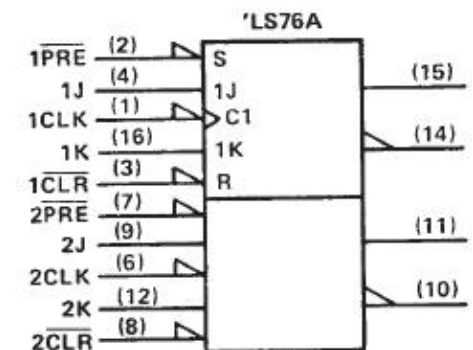 'LS76A
1PRE (2) S
1J (4) 1J (15)
1CLK (1) C1
1K (16) 1K (14)
1CLR (3) R
2PRE (7)
2J (9) (11)
2CLK (6)
2K (12) (10)
2CLR (8)